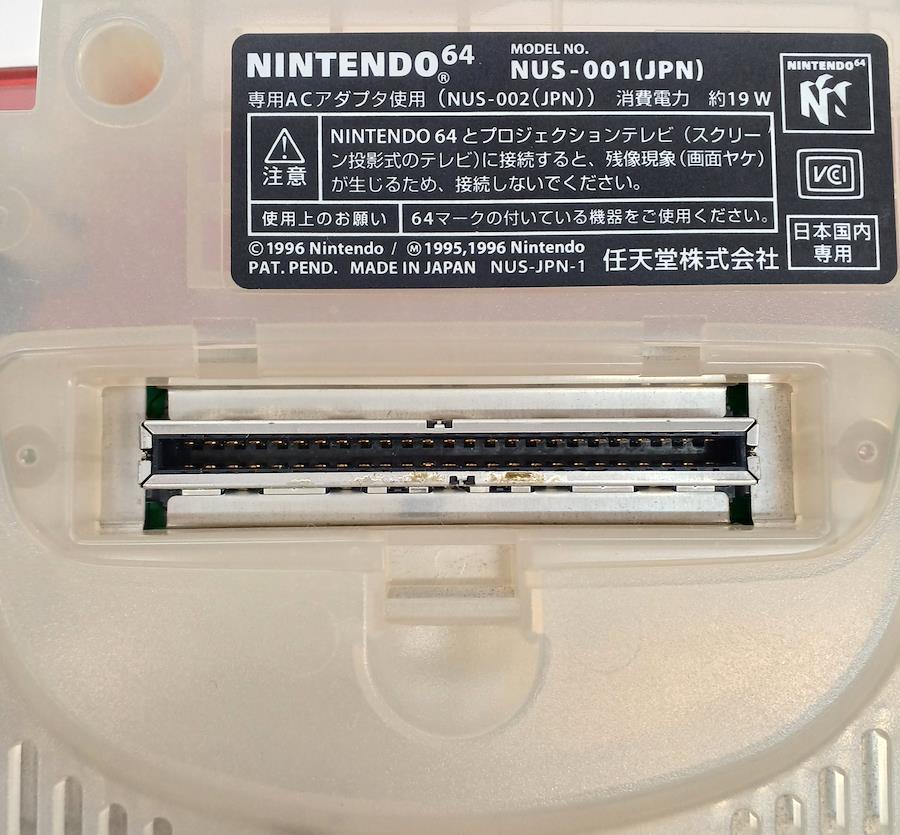 NINTENDO64®
MODEL NO.
NUS-001(JPN)
専用ACアダプタ使用（NUS-002(JPN)） 消費電力 約19W
NINTENDO64
注意
NINTENDO 64とプロジェクションテレビ（スクリー
ン投影式のテレビ）に接続すると、残像現象（画面ヤケ）
が生じるため、接続しないでください。
VCI
使用上のお願い
64マークの付いている機器をご使用ください。
日本国内
専用
©1996 Nintendo / Ⓜ1995,1996 Nintendo
PAT. PEND. MADE IN JAPAN NUS-JPN-1
任天堂株式会社